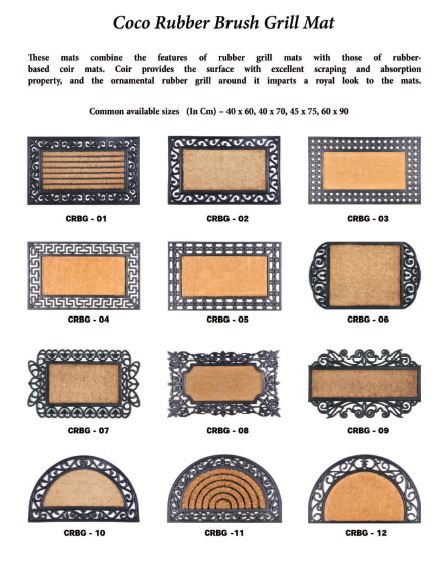 Coco Rubber Brush Grill Mat
These mats combine the features of rubber grill mats with those of rubber-
based coir mats. Coir provides the surface with excellent scraping and absorption
property, and the ornamental rubber grill around it imparts a royal look to the mats.
Common available sizes (In Cm) – 40 x 60, 40 x 70, 45 x 75, 60 x 90
CRBG - 01
CRBG - 02
CRBG - 03
CRBG - 04
CRBG - 05
CRBG - 06
CRBG - 07
CRBG - 08
CRBG - 09
CRBG - 10
CRBG -11
CRBG - 12